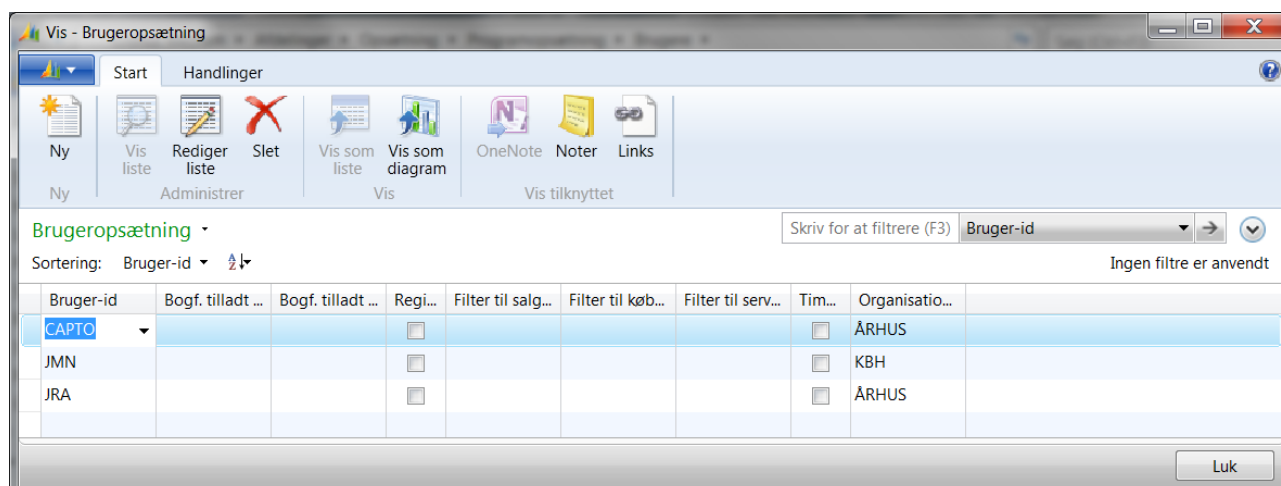 Vis - Brugeropsætning
Start Handlinger
Ny Vis liste Rediger liste Slet Vis som liste Vis som diagram OneNote Noter Links
Ny Administrer Vis Vis tilknyttet
Brugeropsætning Skriv for at filtrere (F3) Bruger-id
Sortering: Bruger-id Ingen filtre er anvendt
Bruger-id Bogf. tilladt ... Bogf. tilladt ... Regi... Filter til salg... Filter til køb... Filter til serv... Tim... Organisatio...
CAPTO ÅRHUS
JMN KBH
JRA ÅRHUS
Luk